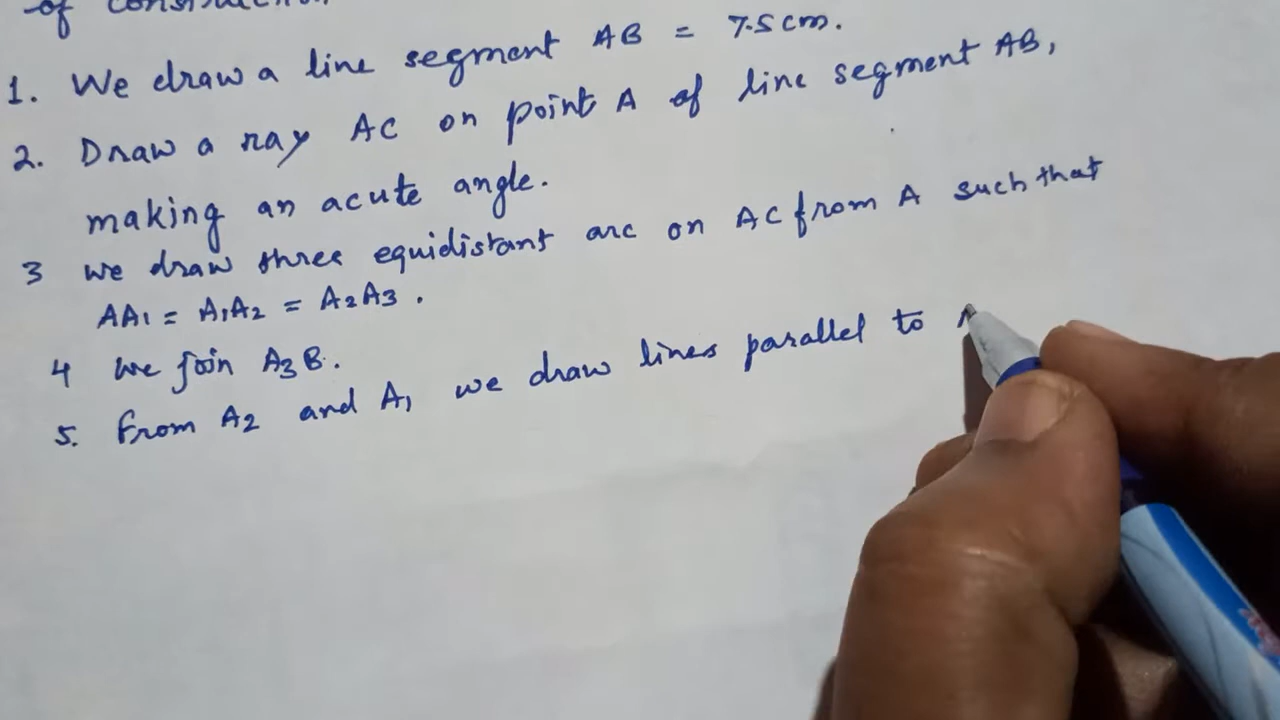 of construction
1. We draw a line segment AB = 7.5 cm.
2. Draw a ray AC on point A of line segment AB,
making an acute angle.
3 we draw three equidistant arc on AC from A such that
AA₁ = A₁A₂ = A₂A₃ .
4 we join A₃B.
5. From A₂ and A₁ we draw lines parallel to